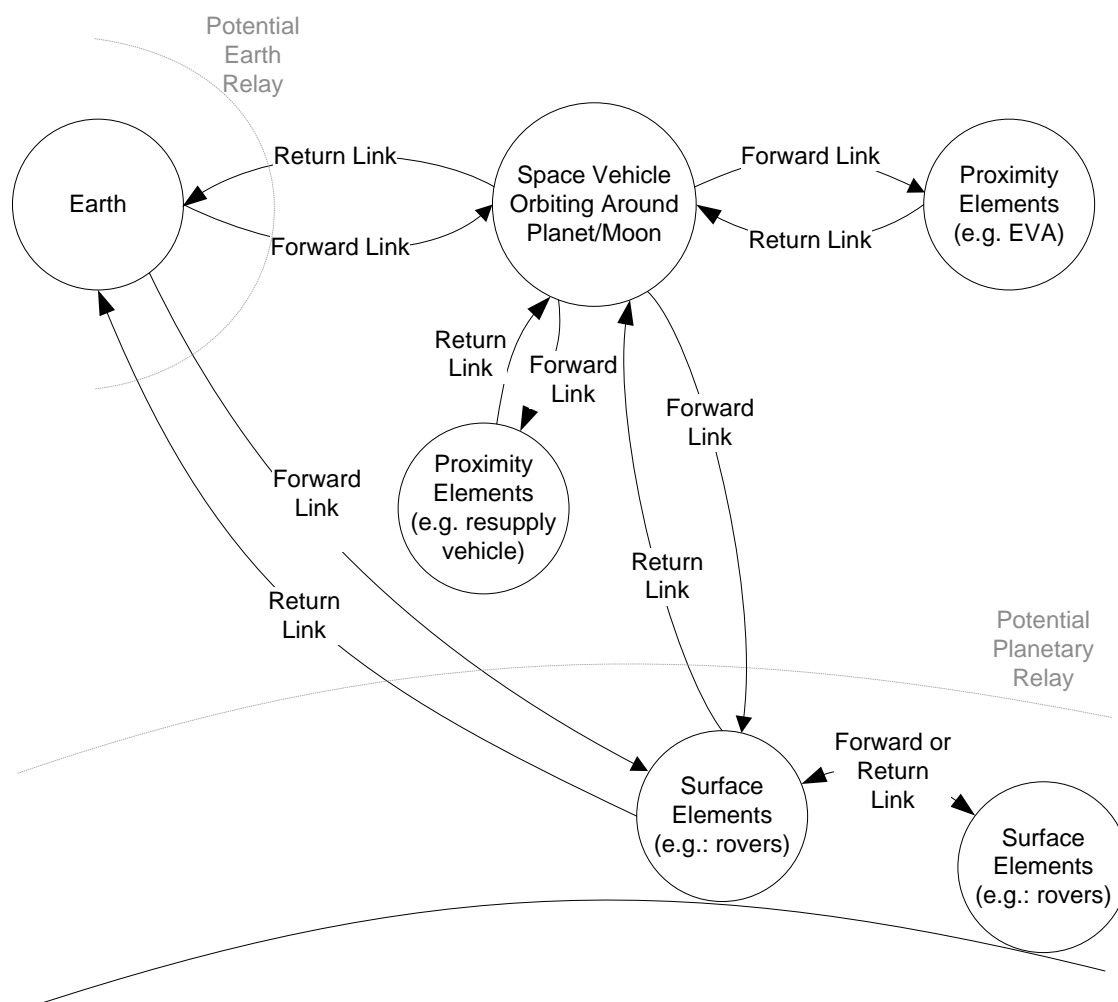 Potential
Earth
Relay
Earth
Return Link
Forward Link
Space Vehicle
Orbiting Around
Planet/Moon
Forward Link
Return Link
Proximity
Elements
(e.g. EVA)
Return
Link
Forward
Link
Forward
Link
Proximity
Elements
(e.g. resupply
vehicle)
Forward
Link
Return
Link
Return
Link
Potential
Planetary
Relay
Surface
Elements
(e.g.: rovers)
Forward or
Return
Link
Surface
Elements
(e.g.: rovers)